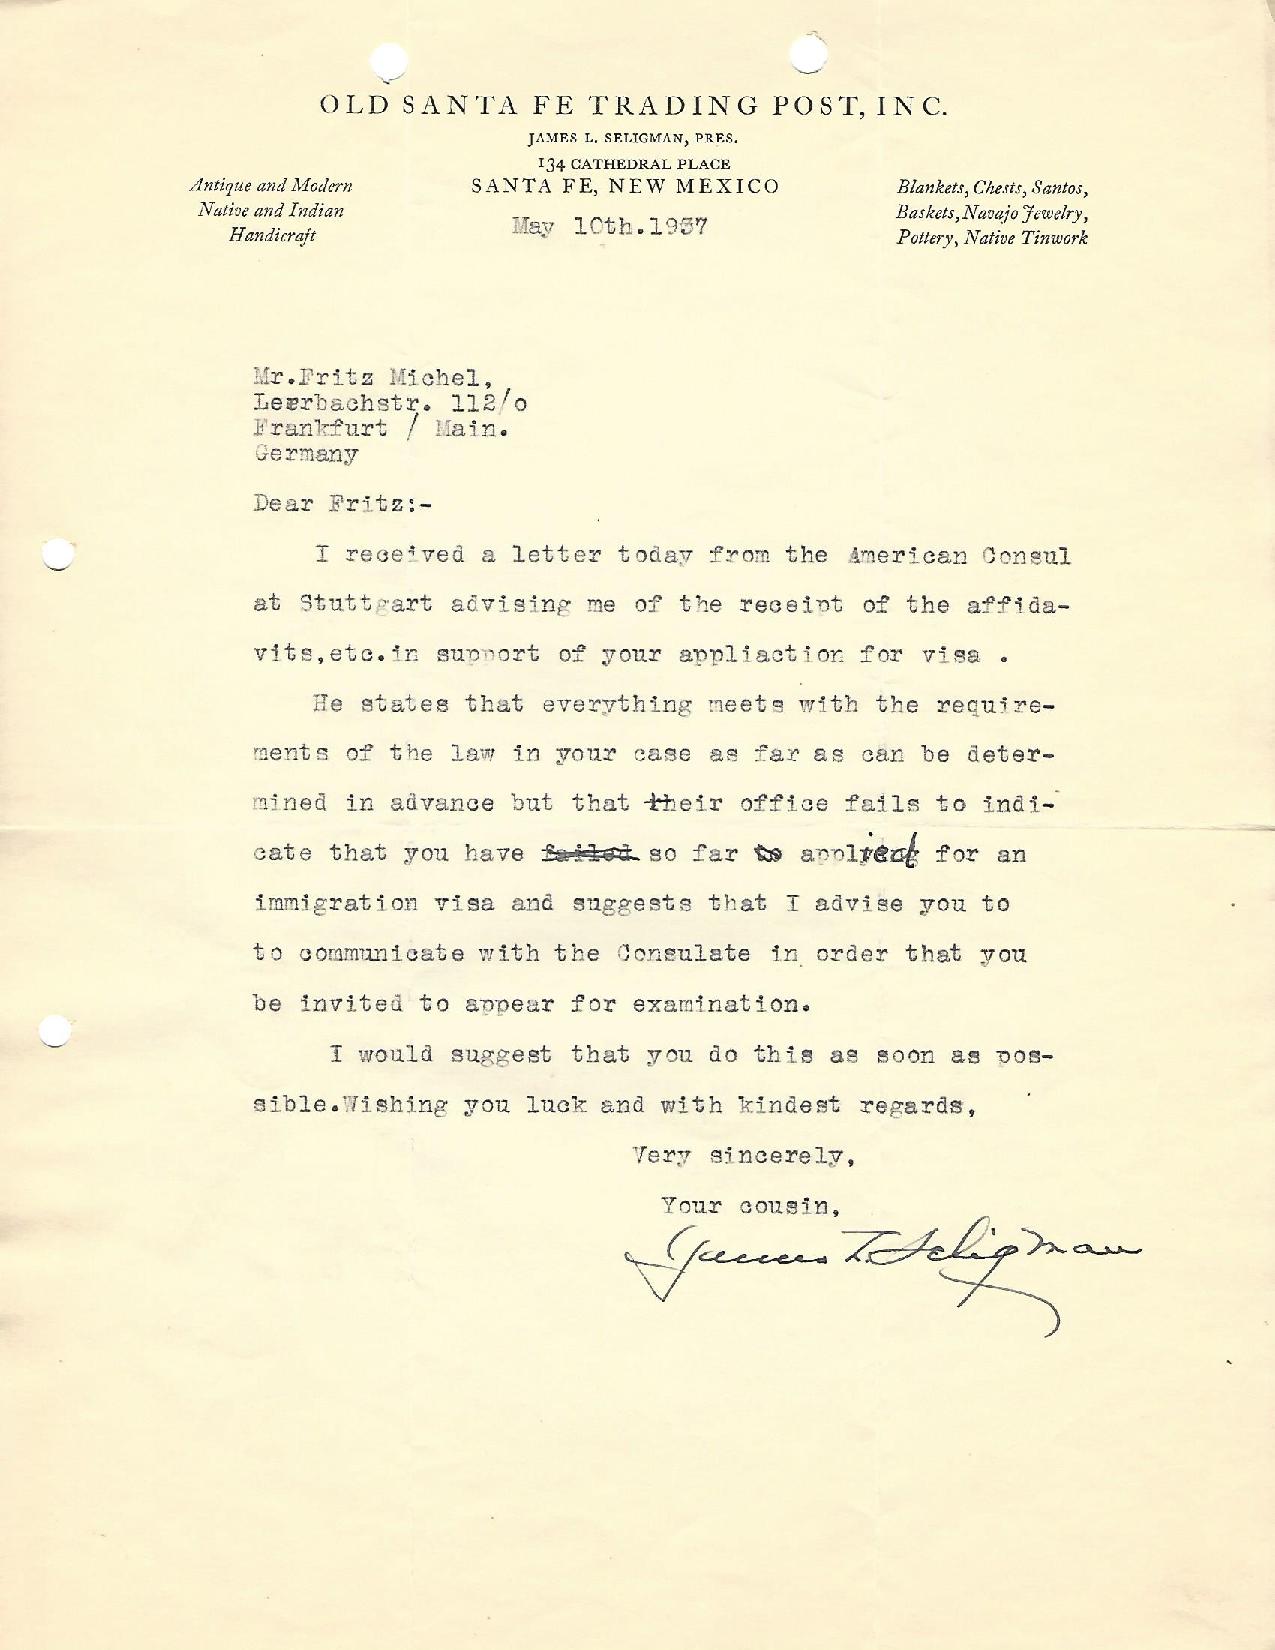 OLD SANTA FE TRADING POST, INC.
JAMES L. SELIGMAN, PRES.
134 CATHEDRAL PLACE
SANTA FE, NEW MEXICO
Antique and Modern
Native and Indian
Handicraft
Blankets, Chests, Santos,
Baskets, Navajo Jewelry,
Pottery, Native Tinwork
May 10th.1937
Mr.Fritz Michel,
Leerbachstr. 112/o
Frankfurt / Main.
Germany
Dear Fritz:-
I received a letter today from the American Consul
at Stuttgart advising me of the receipt of the affida-
vits,etc.in support of your appliaction for visa .
He states that everything meets with the require-
ments of the law in your case as far as can be deter-
mined in advance but that their office fails to indi-
cate that you have failed so far to applied for an
immigration visa and suggests that I advise you to
to communicate with the Consulate in order that you
be invited to appear for examination.
I would suggest that you do this as soon as pos-
sible.Wishing you luck and with kindest regards,
Very sincerely,
Your cousin,
James L. Seligman